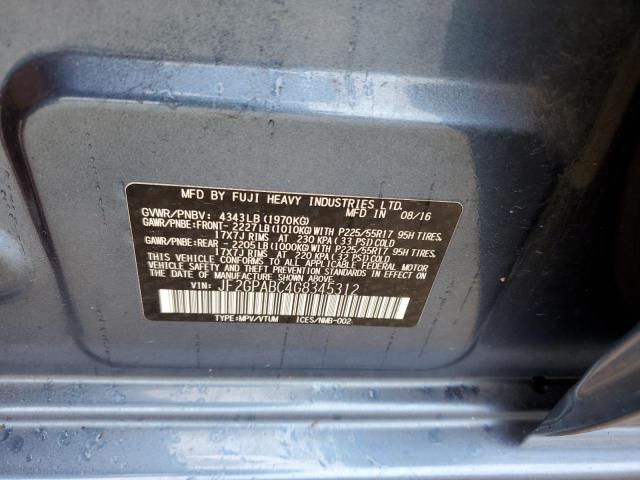 MFD BY FUJI HEAVY INDUSTRIES LTD.
GVWR/PNBV: 4343LB (1970KG) MFD. IN 08/16
GAWR/PNBE:FRONT- 2227LB (1010KG) WITH P225/55R17 95H TIRES,
17X7J RIMS AT 230 KPA (33 PSI) COLD
GAWR/PNBE:REAR - 2205LB (1000KG) WITH P225/55R17 95H TIRES,
17X7J RIMS AT 220 KPA (32 PSI) COLD
THIS VEHICLE CONFORMS TO ALL APPLICABLE FEDERAL MOTOR
VEHICLE SAFETY AND BUMPER STANDARDS IN EFFECT ON THE
DATE OF MANUFACTURE SHOWN ABOVE.
VIN: JF2GPABC4G8345312
TYPE:MPV/VTUM ICES/NMB-002